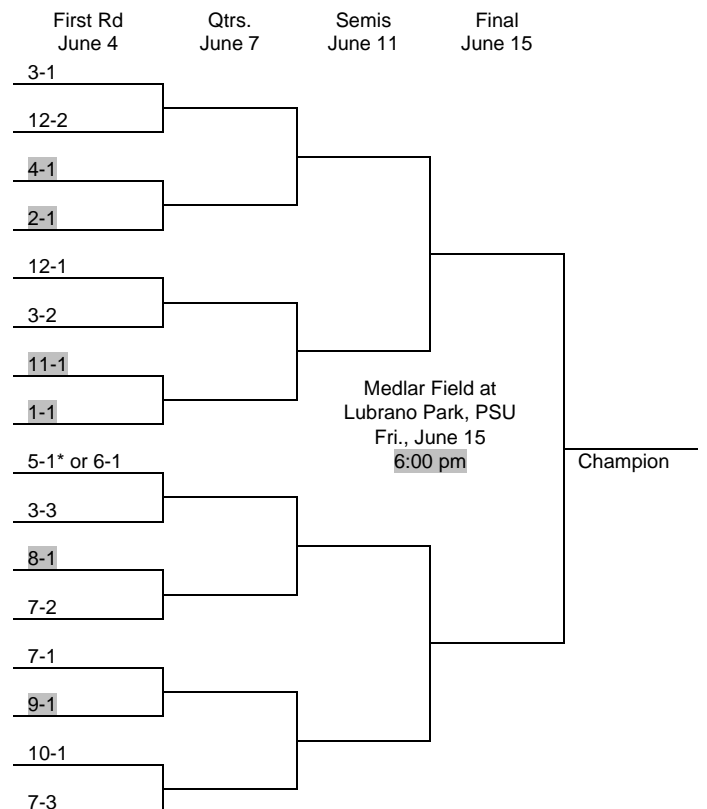 First Rd Qtrs. Semis Final
June 4 June 7 June 11 June 15
3-1
12-2
4-1
2-1
12-1
3-2
11-1
1-1
Medlar Field at
Lubrano Park, PSU
Fri., June 15
6:00 pm
5-1* or 6-1
Champion
3-3
8-1
7-2
7-1
9-1
10-1
7-3